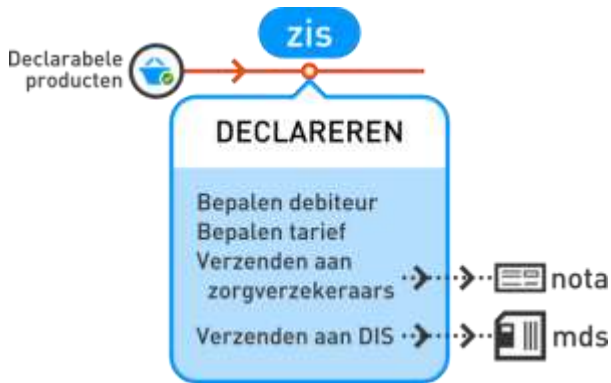 zis
Declarabele
producten
DECLAREREN
Bepalen debiteur
Bepalen tarief
Verzenden aan
zorgverzekeraars
nota
Verzenden aan DIS
mds